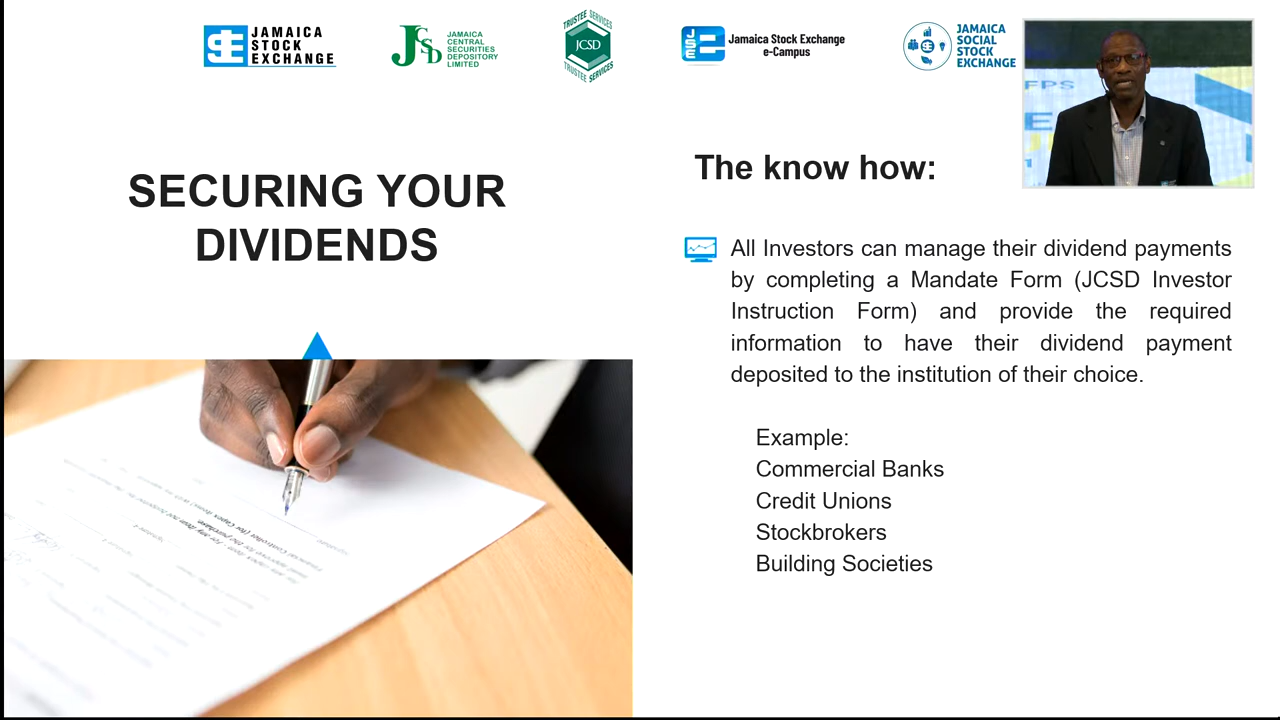 JAMAICA
STOCK
EXCHANGE
JCSD
JAMAICA
CENTRAL
SECURITIES
DEPOSITORY
LIMITED
TRUSTEE SERVICES
JCSD
TRUSTEE SERVICES
JSE
Jamaica Stock Exchange
e-Campus
JAMAICA
SOCIAL
STOCK
EXCHANGE
FPS
E
SECURING YOUR
DIVIDENDS
The know how:
All Investors can manage their dividend payments
by completing a Mandate Form (JCSD Investor
Instruction Form) and provide the required
information to have their dividend payment
deposited to the institution of their choice.
Example:
Commercial Banks
Credit Unions
Stockbrokers
Building Societies